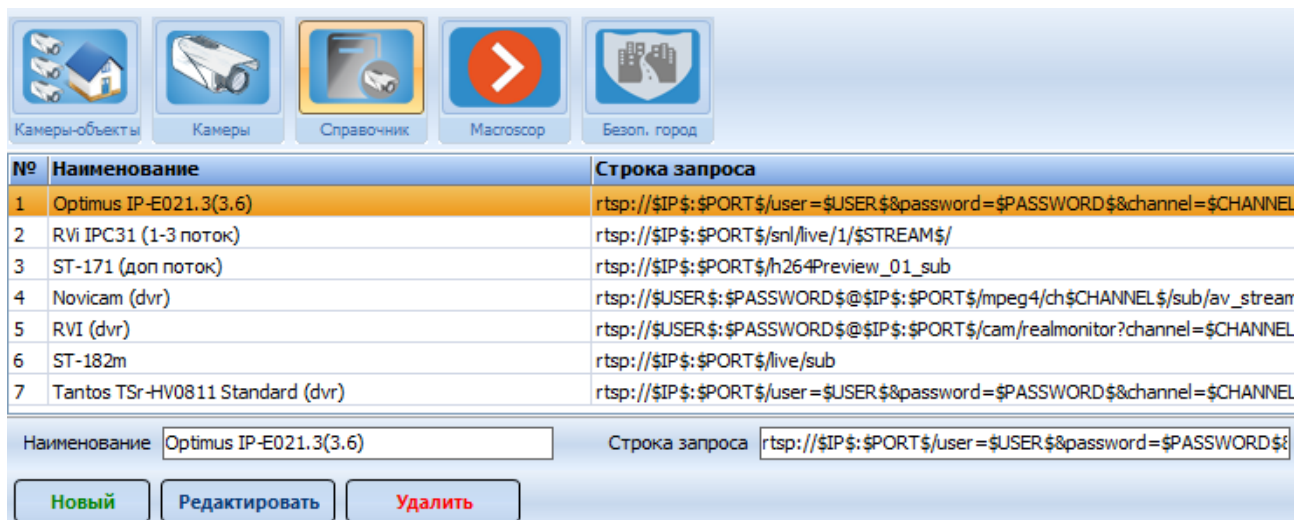 Камеры-объекты Камеры Справочник Macroscop Безоп. город
№ Наименование Строка запроса
1 Optimus IP-E021.3(3.6) rtsp://$IP$:$PORT$/user=$USER$&password=$PASSWORD$&channel=$CHANNEL
2 RVi IPC31 (1-3 поток) rtsp://$IP$:$PORT$/snl/live/1/$STREAM$/
3 ST-171 (доп поток) rtsp://$IP$:$PORT$/h264Preview_01_sub
4 Novicam (dvr) rtsp://$USER$:$PASSWORD$@$IP$:$PORT$/mpeg4/ch$CHANNEL$/sub/av_stream
5 RVI (dvr) rtsp://$USER$:$PASSWORD$@$IP$:$PORT$/cam/realmonitor?channel=$CHANNEL
6 ST-182m rtsp://$IP$:$PORT$/live/sub
7 Tantos TSr-HV0811 Standard (dvr) rtsp://$IP$:$PORT$/user=$USER$&password=$PASSWORD$&channel=$CHANNEL
Наименование Optimus IP-E021.3(3.6) Строка запроса rtsp://$IP$:$PORT$/user=$USER$&password=$PASSWORD$&
Новый Редактировать Удалить